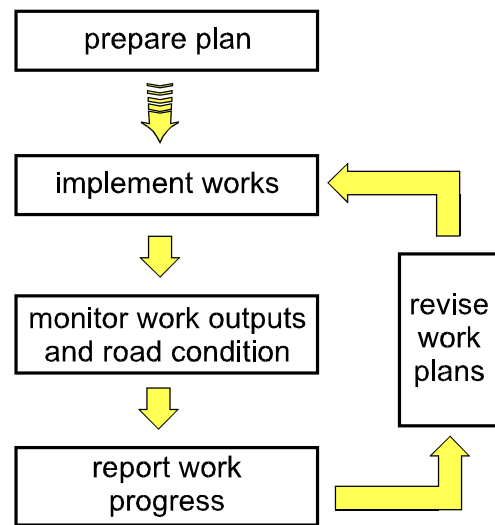 prepare plan
implement works
monitor work outputs
and road condition
revise
work
plans
report work
progress